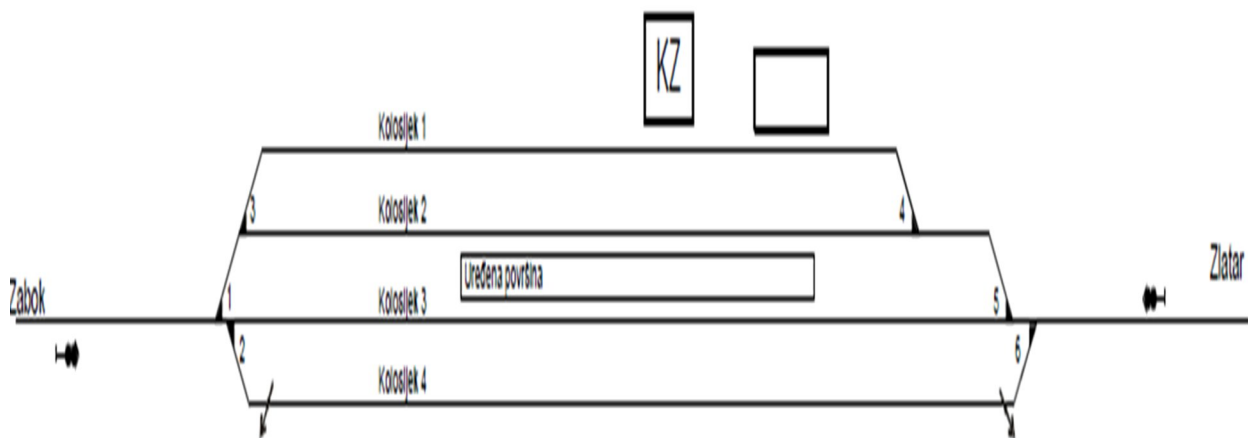 KZ
Kolosijek 1
3
Kolosijek 2
4
Uređena površina
Zlatar
Zabok
1
Kolosijek 3
5
2
6
Kolosijek 4